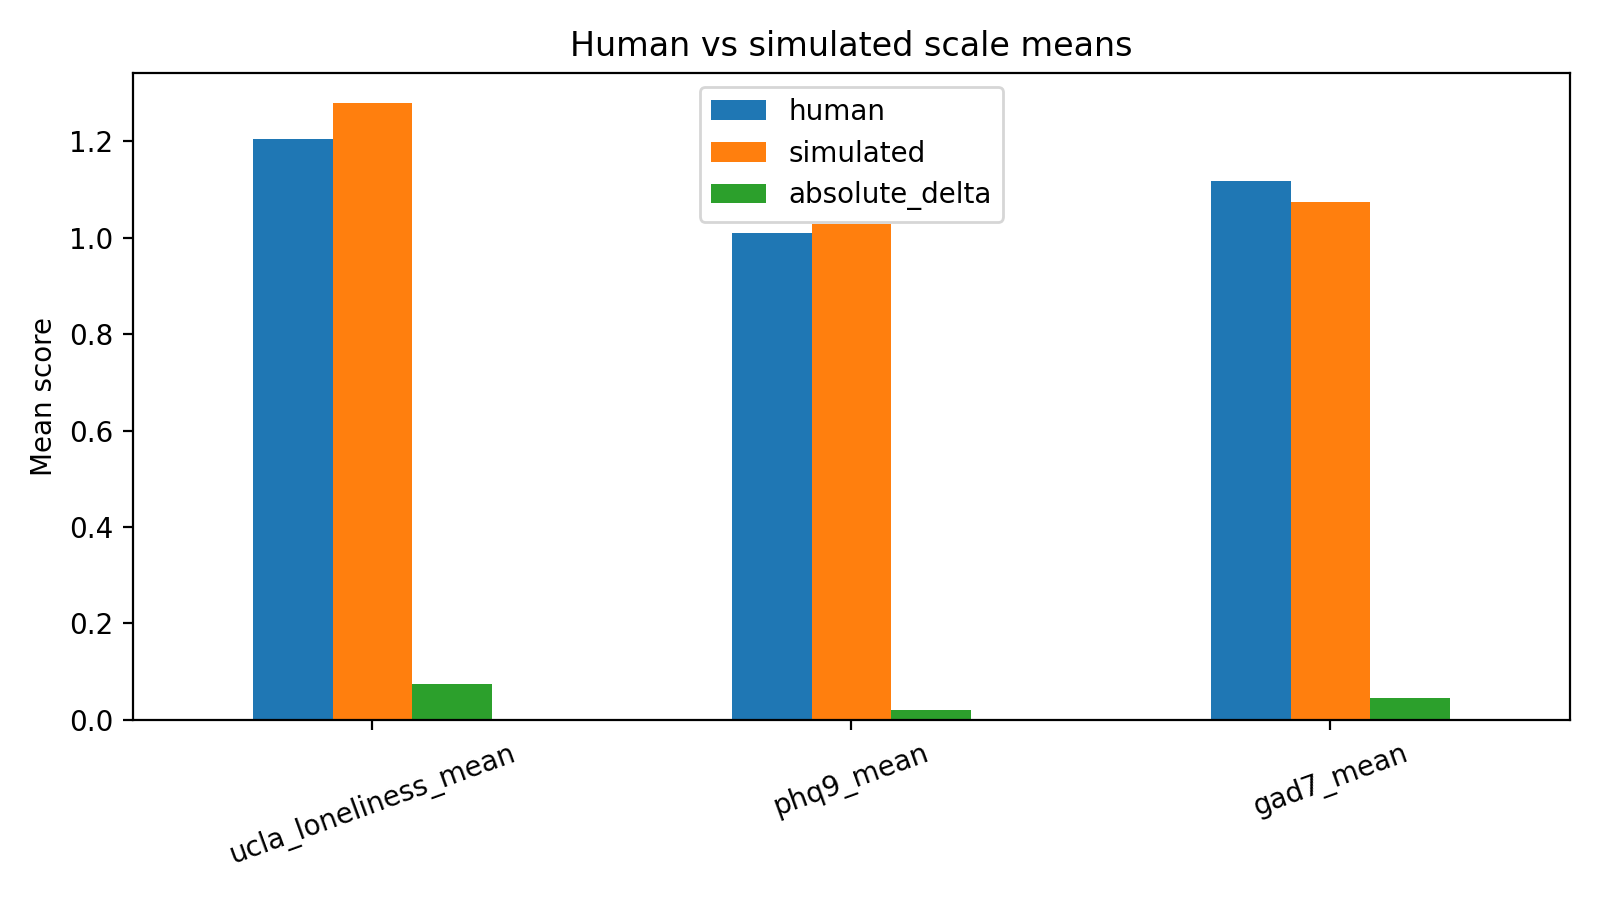 Human vs simulated scale means
human
simulated
absolute_delta
Mean score
1.2
1.0
0.8
0.6
0.4
0.2
0.0
ucla_loneliness_mean
phq9_mean
gad7_mean